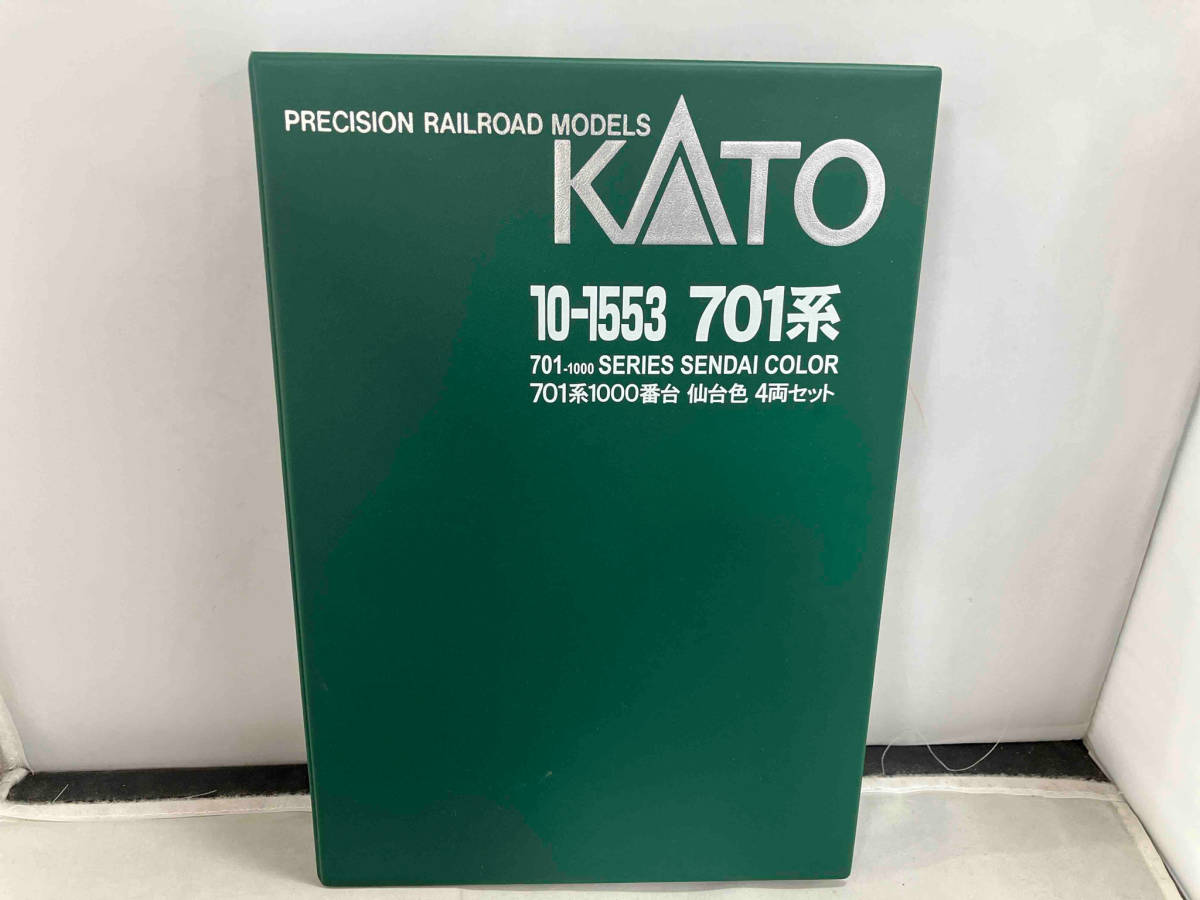 PRECISION RAILROAD MODELS
KATO
10-1553 701系
701-1000 SERIES SENDAI COLOR
701系1000番台 仙台色 4両セット